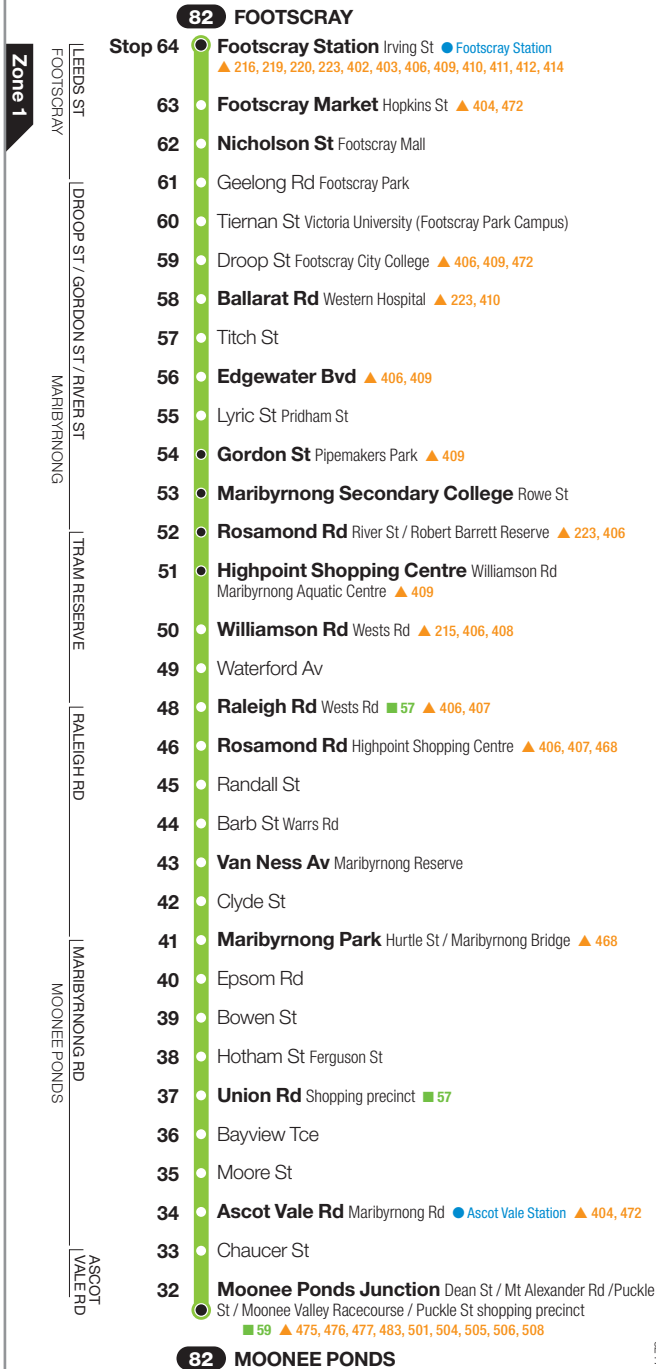 82 FOOTSCRAY
Zone 1
LEEDS ST
FOOTSCRAY
DROOP ST / GORDON ST / RIVER ST
MARIBYRNONG
TRAM RESERVE
RALEIGH RD
MARIBYRNONG RD
MOONEE PONDS
ASCOT
VALE RD
Stop 64 Footscray Station Irving St ● Footscray Station
▲ 216, 219, 220, 223, 402, 403, 406, 409, 410, 411, 412, 414
63 Footscray Market Hopkins St ▲ 404, 472
62 Nicholson St Footscray Mall
61 Geelong Rd Footscray Park
60 Tiernan St Victoria University (Footscray Park Campus)
59 Droop St Footscray City College ▲ 406, 409, 472
58 Ballarat Rd Western Hospital ▲ 223, 410
57 Titch St
56 Edgewater Bvd ▲ 406, 409
55 Lyric St Pridham St
54 Gordon St Pipemakers Park ▲ 409
53 Maribyrnong Secondary College Rowe St
52 Rosamond Rd River St / Robert Barrett Reserve ▲ 223, 406
51 Highpoint Shopping Centre Williamson Rd
Maribyrnong Aquatic Centre ▲ 409
50 Williamson Rd Wests Rd ▲ 215, 406, 408
49 Waterford Av
48 Raleigh Rd Wests Rd ■ 57 ▲ 406, 407
46 Rosamond Rd Highpoint Shopping Centre ▲ 406, 407, 468
45 Randall St
44 Barb St Warrs Rd
43 Van Ness Av Maribyrnong Reserve
42 Clyde St
41 Maribyrnong Park Hurtle St / Maribyrnong Bridge ▲ 468
40 Epsom Rd
39 Bowen St
38 Hotham St Ferguson St
37 Union Rd Shopping precinct ■ 57
36 Bayview Tce
35 Moore St
34 Ascot Vale Rd Maribyrnong Rd ● Ascot Vale Station ▲ 404, 472
33 Chaucer St
32 Moonee Ponds Junction Dean St / Mt Alexander Rd /Puckle
St / Moonee Valley Racecourse / Puckle St shopping precinct
■ 59 ▲ 475, 476, 477, 483, 501, 504, 505, 506, 508
82 MOONEE PONDS